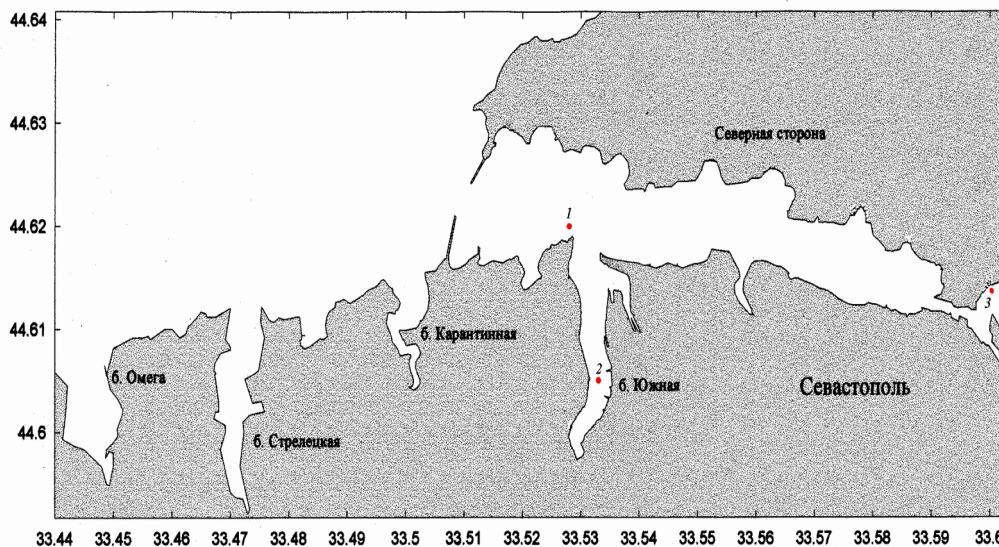 44.64
44.63
Северная сторона
44.62
1
3
44.61
б. Карантинная
б. Омега
2
б. Южная
Севастополь
44.6
б. Стрелецкая
33.44 33.45 33.46 33.47 33.48 33.49 33.5 33.51 33.52 33.53 33.54 33.55 33.56 33.57 33.58 33.59